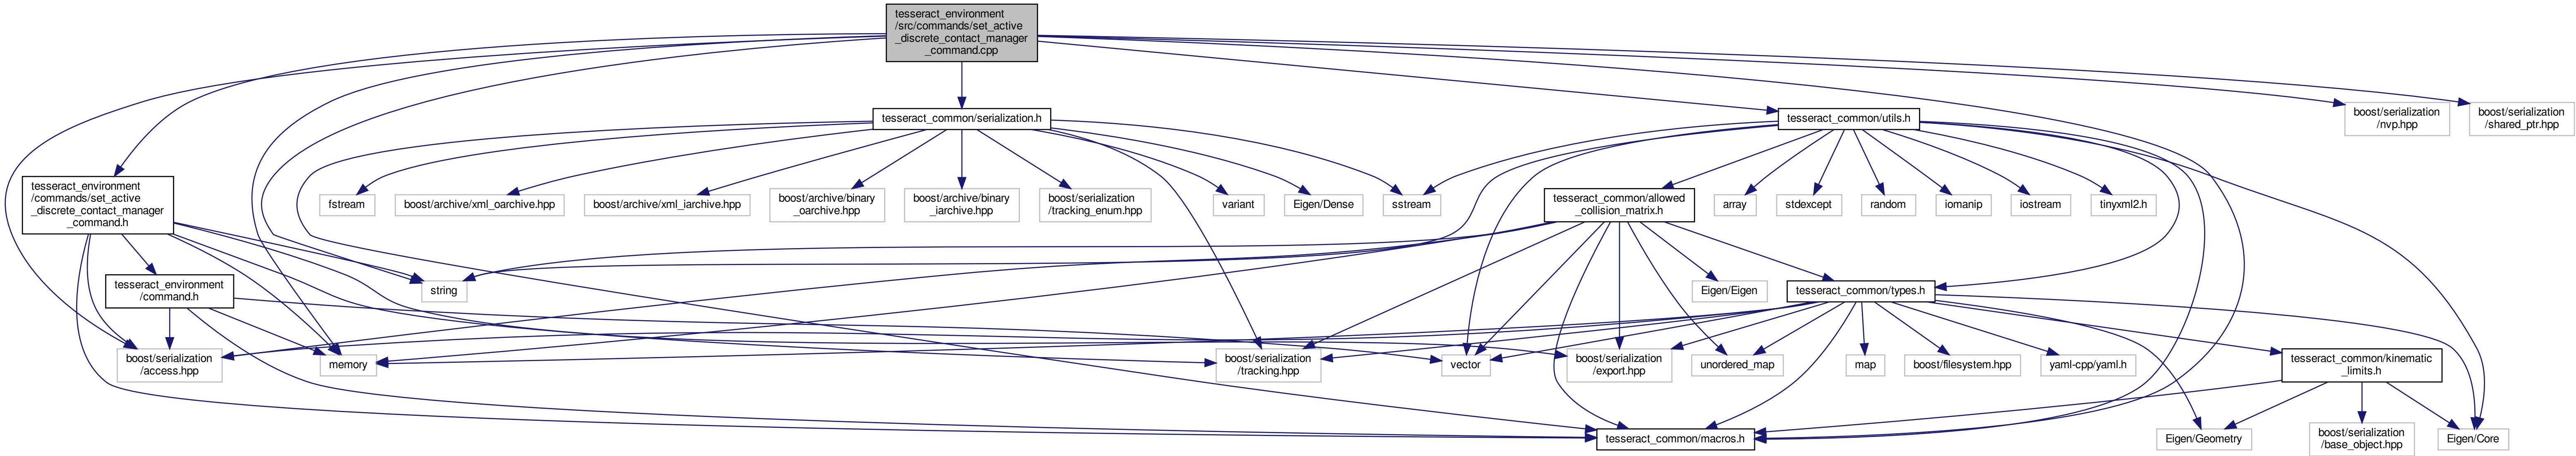 tesseract_environment
/src/commands/set_active
_discrete_contact_manager
_command.cpp
tesseract_common/serialization.h
tesseract_common/utils.h
boost/serialization
/nvp.hpp
boost/serialization
/shared_ptr.hpp
tesseract_environment
/commands/set_active
_discrete_contact_manager
_command.h
fstream
boost/archive/xml_oarchive.hpp
boost/archive/xml_iarchive.hpp
boost/archive/binary
_oarchive.hpp
boost/archive/binary
_iarchive.hpp
boost/serialization
/tracking_enum.hpp
variant
Eigen/Dense
sstream
tesseract_common/allowed
_collision_matrix.h
array
stdexcept
random
iomanip
iostream
tinyxml2.h
tesseract_environment
/command.h
string
Eigen/Eigen
tesseract_common/types.h
boost/serialization
/access.hpp
memory
boost/serialization
/tracking.hpp
vector
boost/serialization
/export.hpp
unordered_map
map
boost/filesystem.hpp
yaml-cpp/yaml.h
tesseract_common/kinematic
_limits.h
tesseract_common/macros.h
Eigen/Geometry
boost/serialization
/base_object.hpp
Eigen/Core